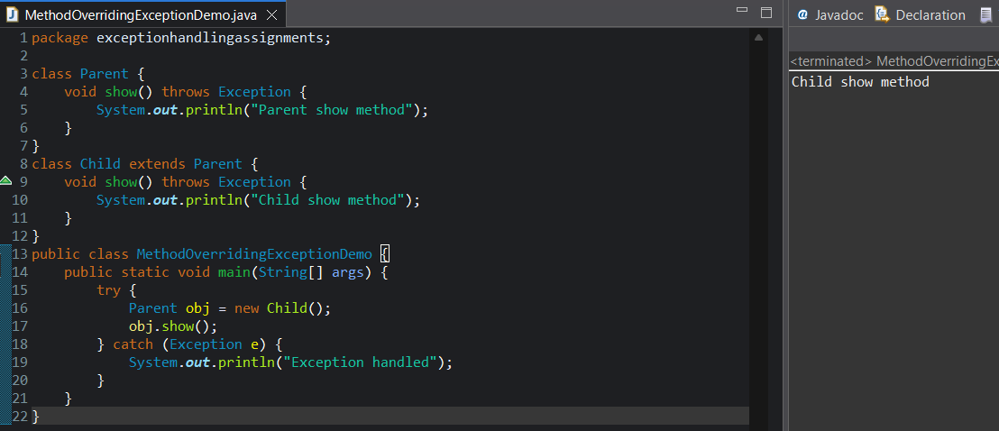 MethodOverridingExceptionDemo.java
1 package exceptionhandlingassignments;
2
3 class Parent {
4     void show() throws Exception {
5         System.out.println("Parent show method");
6     }
7 }
8 class Child extends Parent {
9     void show() throws Exception {
10         System.out.println("Child show method");
11     }
12 }
13 public class MethodOverridingExceptionDemo {
14     public static void main(String[] args) {
15         try {
16             Parent obj = new Child();
17             obj.show();
18         } catch (Exception e) {
19             System.out.println("Exception handled");
20         }
21     }
22 }
@ Javadoc Declaration
<terminated> MethodOverridingEx
Child show method